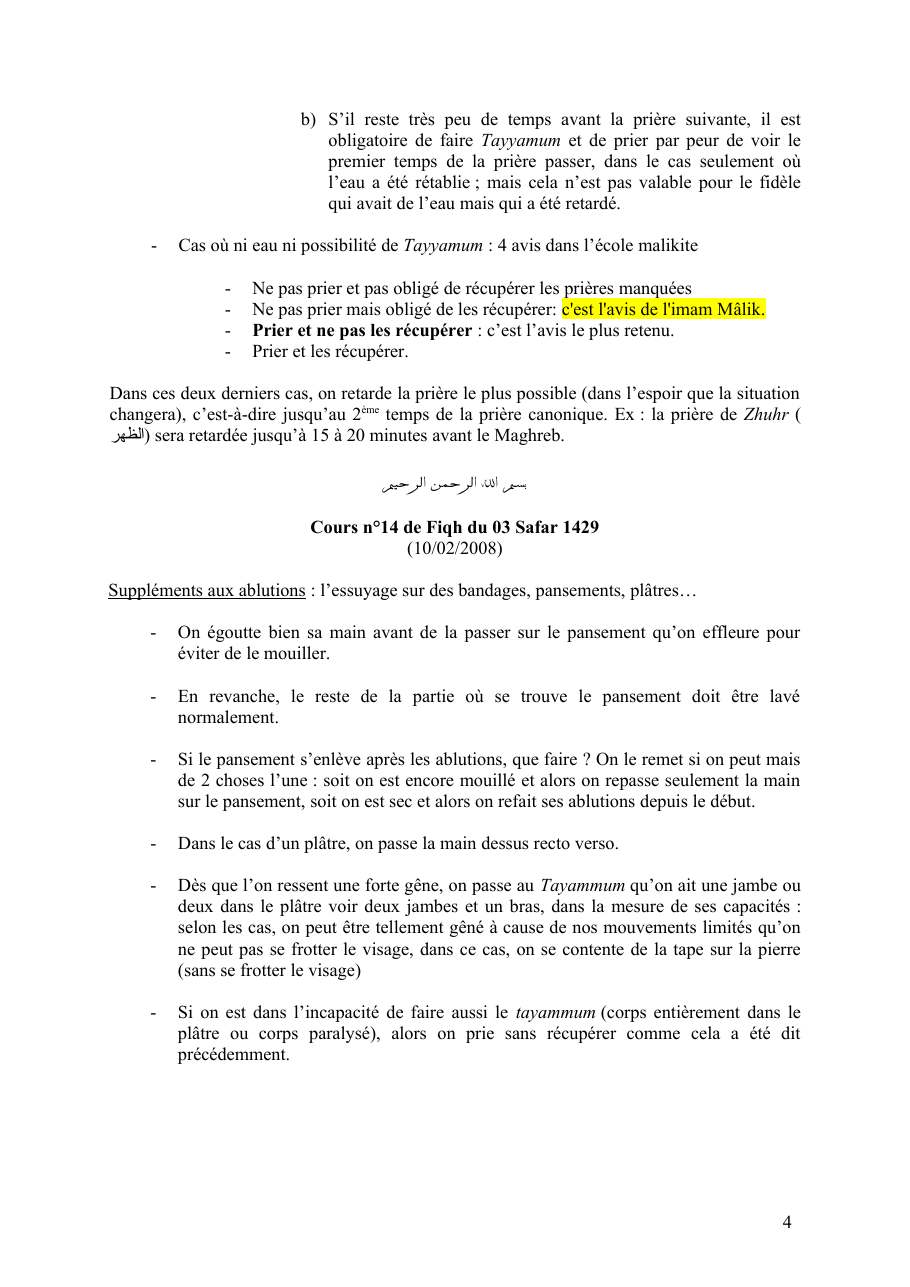 b) S’il reste très peu de temps avant la prière suivante, il est
obligatoire de faire Tayyamum et de prier par peur de voir le
premier temps de la prière passer, dans le cas seulement où
l’eau a été rétablie ; mais cela n’est pas valable pour le fidèle
qui avait de l’eau mais qui a été retardé.
- Cas où ni eau ni possibilité de Tayyamum : 4 avis dans l’école malikite
- Ne pas prier et pas obligé de récupérer les prières manquées
- Ne pas prier mais obligé de les récupérer: c'est l'avis de l'imam Mâlik.
- Prier et ne pas les récupérer : c’est l’avis le plus retenu.
- Prier et les récupérer.
Dans ces deux derniers cas, on retarde la prière le plus possible (dans l’espoir que la situation
changera), c’est-à-dire jusqu’au 2ème temps de la prière canonique. Ex : la prière de Zhuhr (
الظهر) sera retardée jusqu’à 15 à 20 minutes avant le Maghreb.
بسم الله الرحمن الرحيم
Cours n°14 de Fiqh du 03 Safar 1429
(10/02/2008)
Suppléments aux ablutions : l’essuyage sur des bandages, pansements, plâtres…
- On égoutte bien sa main avant de la passer sur le pansement qu’on effleure pour
éviter de le mouiller.
- En revanche, le reste de la partie où se trouve le pansement doit être lavé
normalement.
- Si le pansement s’enlève après les ablutions, que faire ? On le remet si on peut mais
de 2 choses l’une : soit on est encore mouillé et alors on repasse seulement la main
sur le pansement, soit on est sec et alors on refait ses ablutions depuis le début.
- Dans le cas d’un plâtre, on passe la main dessus recto verso.
- Dès que l’on ressent une forte gêne, on passe au Tayammum qu’on ait une jambe ou
deux dans le plâtre voir deux jambes et un bras, dans la mesure de ses capacités :
selon les cas, on peut être tellement gêné à cause de nos mouvements limités qu’on
ne peut pas se frotter le visage, dans ce cas, on se contente de la tape sur la pierre
(sans se frotter le visage)
- Si on est dans l’incapacité de faire aussi le tayammum (corps entièrement dans le
plâtre ou corps paralysé), alors on prie sans récupérer comme cela a été dit
précédemment.
4